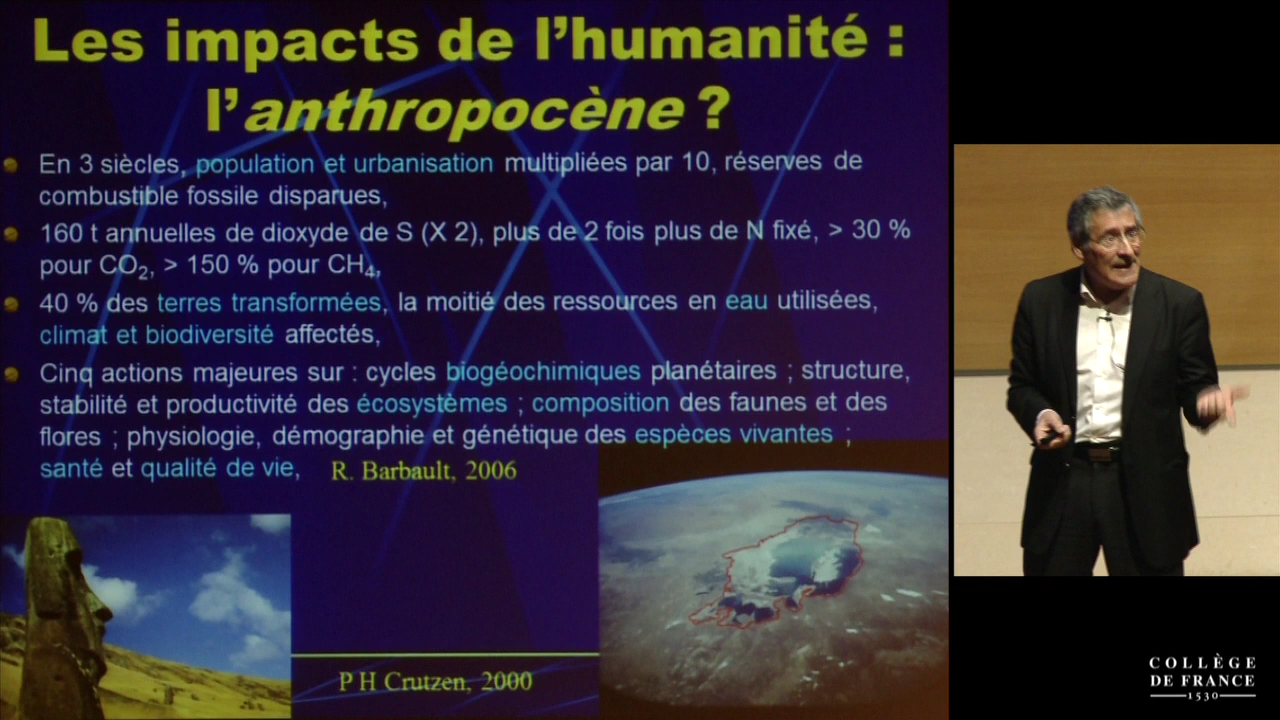 Les impacts de l’humanité :
l’anthropocène ?
En 3 siècles, population et urbanisation multipliées par 10, réserves de
combustible fossile disparues,
160 t annuelles de dioxyde de S (X 2), plus de 2 fois plus de N fixé, > 30 %
pour CO₂, > 150 % pour CH₄,
40 % des terres transformées, la moitié des ressources en eau utilisées,
climat et biodiversité affectés,
Cinq actions majeures sur : cycles biogéochimiques planétaires ; structure,
stabilité et productivité des écosystèmes ; composition des faunes et des
flores ; physiologie, démographie et génétique des espèces vivantes ;
santé et qualité de vie,
R. Barbault, 2006
P H Crutzen, 2000
COLLÈGE
DE FRANCE
1530